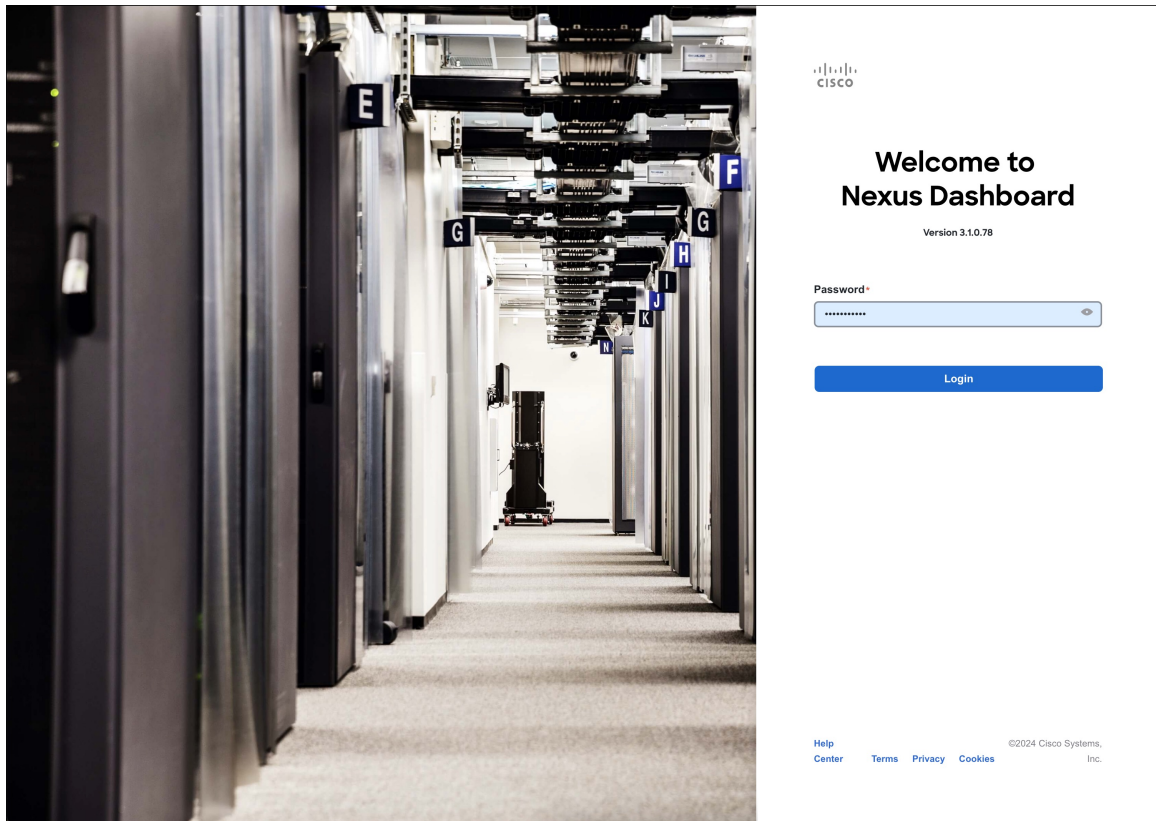 E
F
G
G
H
I
J
K
N
CISCO
Welcome to
Nexus Dashboard
Version 3.1.0.78
Password*
•••••••••••
Login
Help
Center
Terms Privacy Cookies
©2024 Cisco Systems,
Inc.